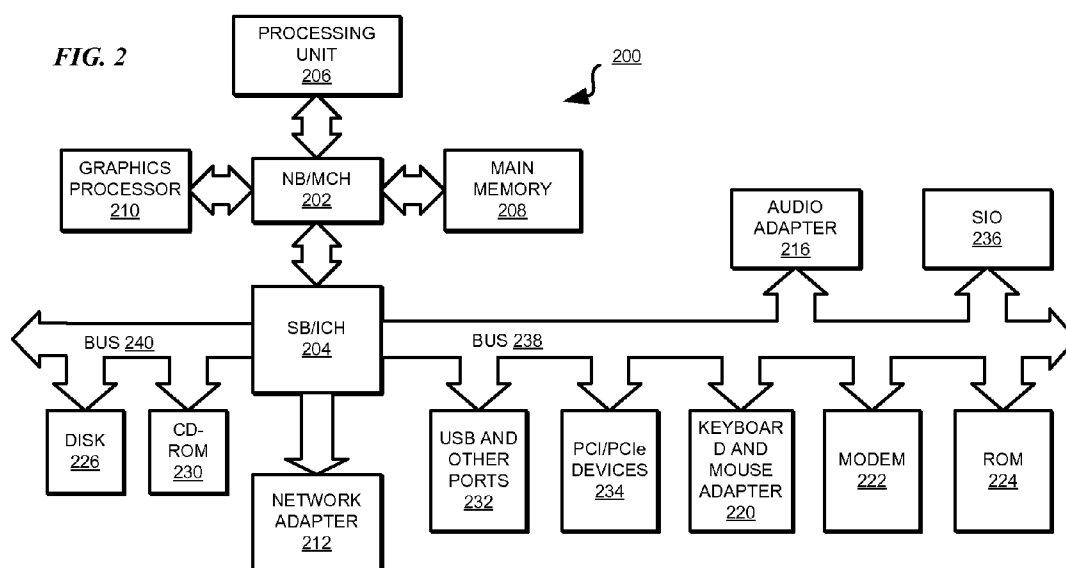 FIG. 2
PROCESSING
UNIT
206
200
GRAPHICS
PROCESSOR
210
NB/MCH
202
MAIN
MEMORY
208
AUDIO
ADAPTER
216
SIO
236
SB/ICH
204
BUS 240
BUS 238
DISK
226
CD-
ROM
230
NETWORK
ADAPTER
212
USB AND
OTHER
PORTS
232
PCI/PCIe
DEVICES
234
KEYBOAR
D AND
MOUSE
ADAPTER
220
MODEM
222
ROM
224